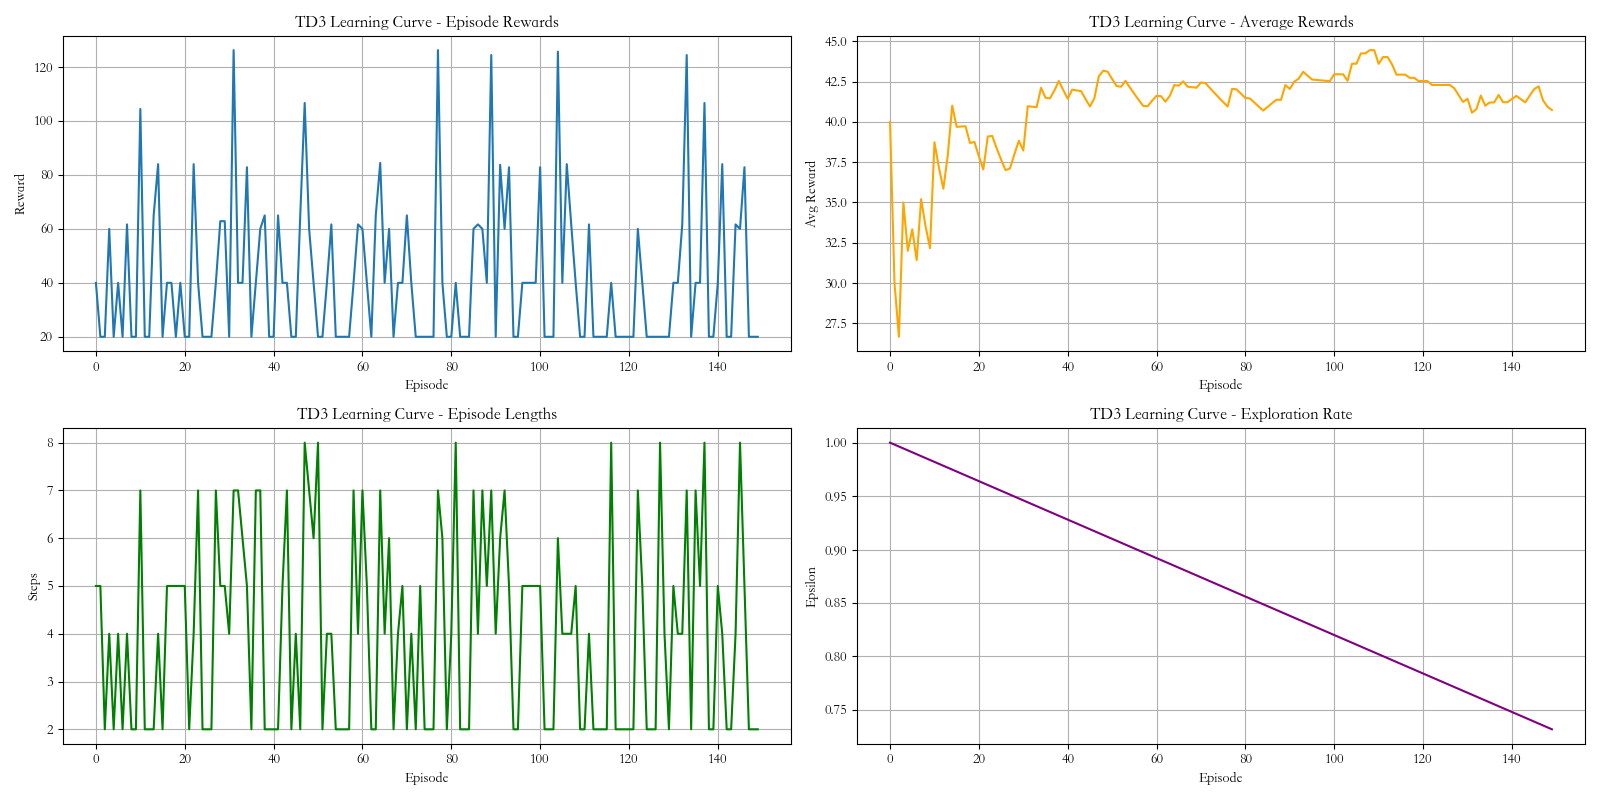 TD3 Learning Curve - Episode Rewards
Reward
120
100
80
60
40
20
0 20 40 60 80 100 120 140
Episode
TD3 Learning Curve - Average Rewards
Avg Reward
45.0
42.5
40.0
37.5
35.0
32.5
30.0
27.5
0 20 40 60 80 100 120 140
Episode
TD3 Learning Curve - Episode Lengths
Steps
8
7
6
5
4
3
2
0 20 40 60 80 100 120 140
Episode
TD3 Learning Curve - Exploration Rate
Epsilon
1.00
0.95
0.90
0.85
0.80
0.75
0 20 40 60 80 100 120 140
Episode